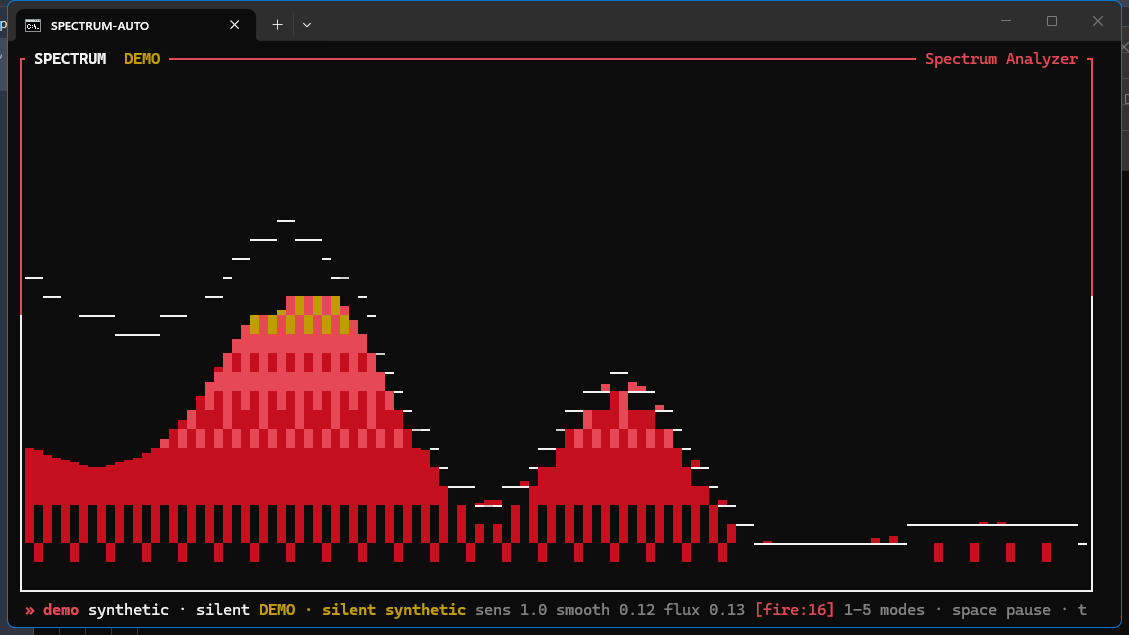 SPECTRUM-AUTO
SPECTRUM DEMO Spectrum Analyzer
» demo synthetic · silent DEMO · silent synthetic sens 1.0 smooth 0.12 flux 0.13 [fire:16] 1-5 modes · space pause · t